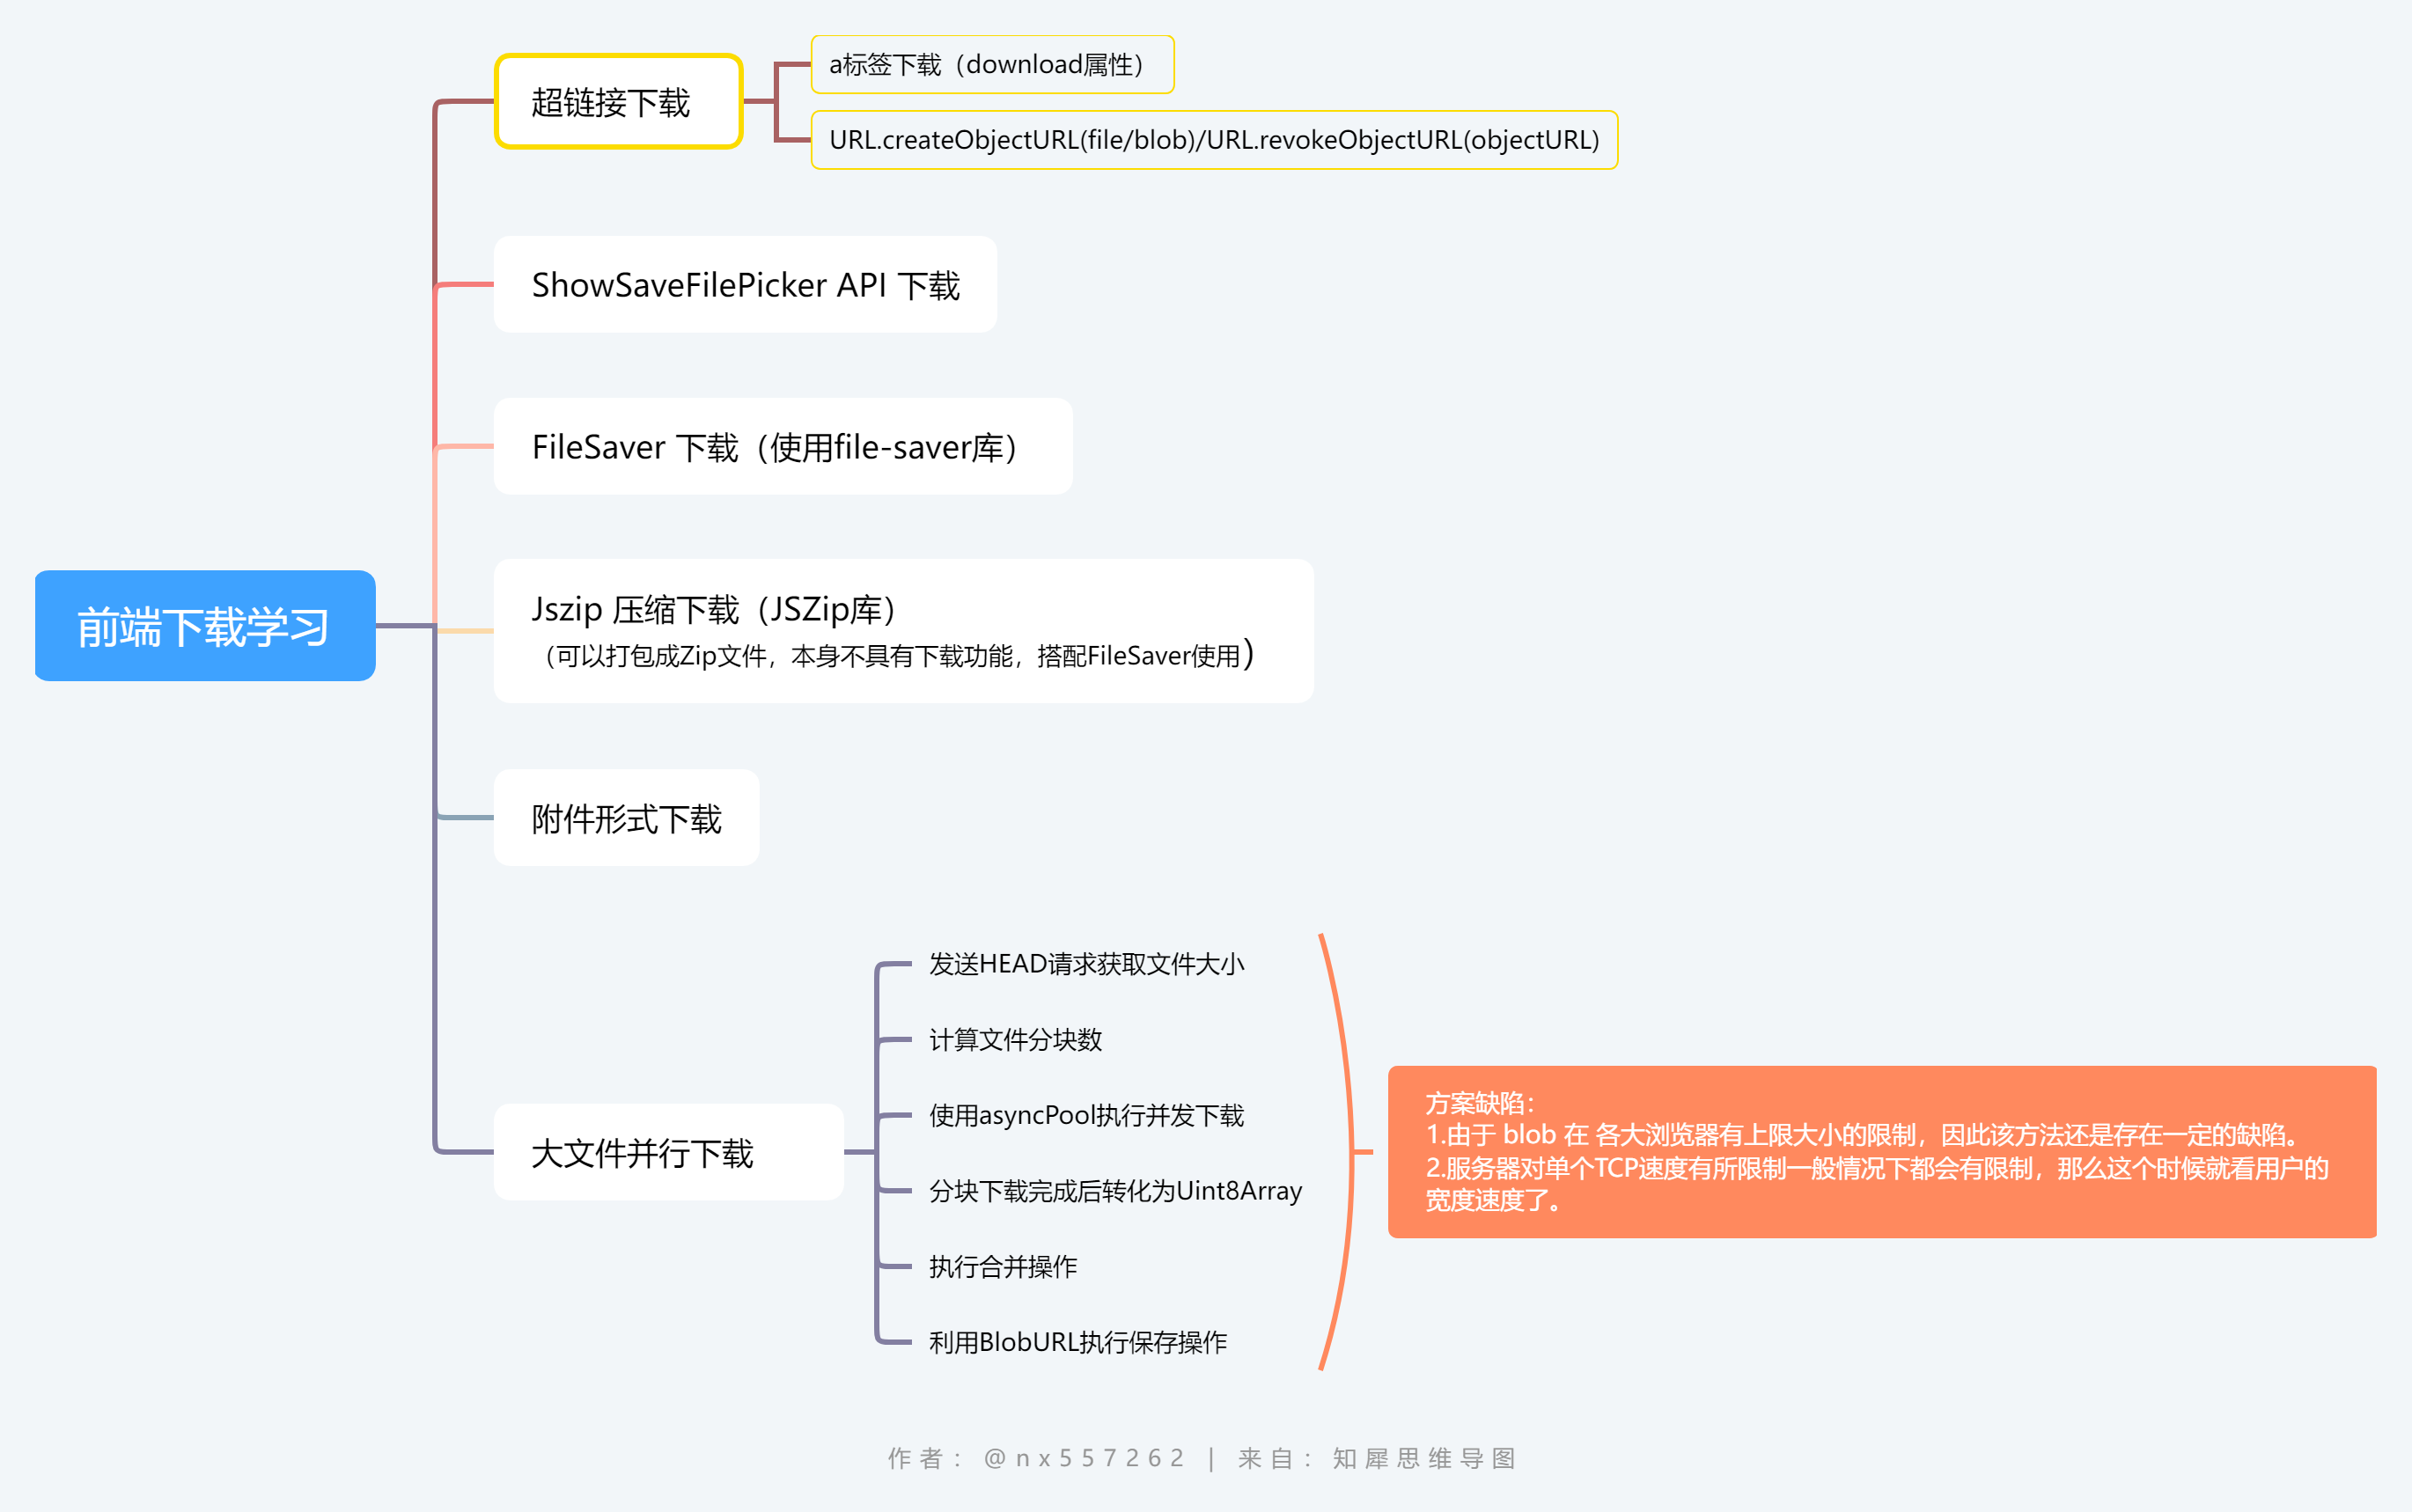 超链接下载
a标签下载（download属性）
URL.createObjectURL(file/blob)/URL.revokeObjectURL(objectURL)
ShowSaveFilePicker API 下载
FileSaver 下载（使用file-saver库）
前端下载学习
Jszip 压缩下载（JSZip库）
（可以打包成Zip文件，本身不具有下载功能，搭配FileSaver使用）
附件形式下载
大文件并行下载
发送HEAD请求获取文件大小
计算文件分块数
使用asyncPool执行并发下载
分块下载完成后转化为Uint8Array
执行合并操作
利用BlobURL执行保存操作
方案缺陷：
1.由于 blob 在 各大浏览器有上限大小的限制，因此该方法还是存在一定的缺陷。
2.服务器对单个TCP速度有所限制一般情况下都会有限制，那么这个时候就看用户的
宽度速度了。
作者：@nx557262 | 来自：知犀思维导图